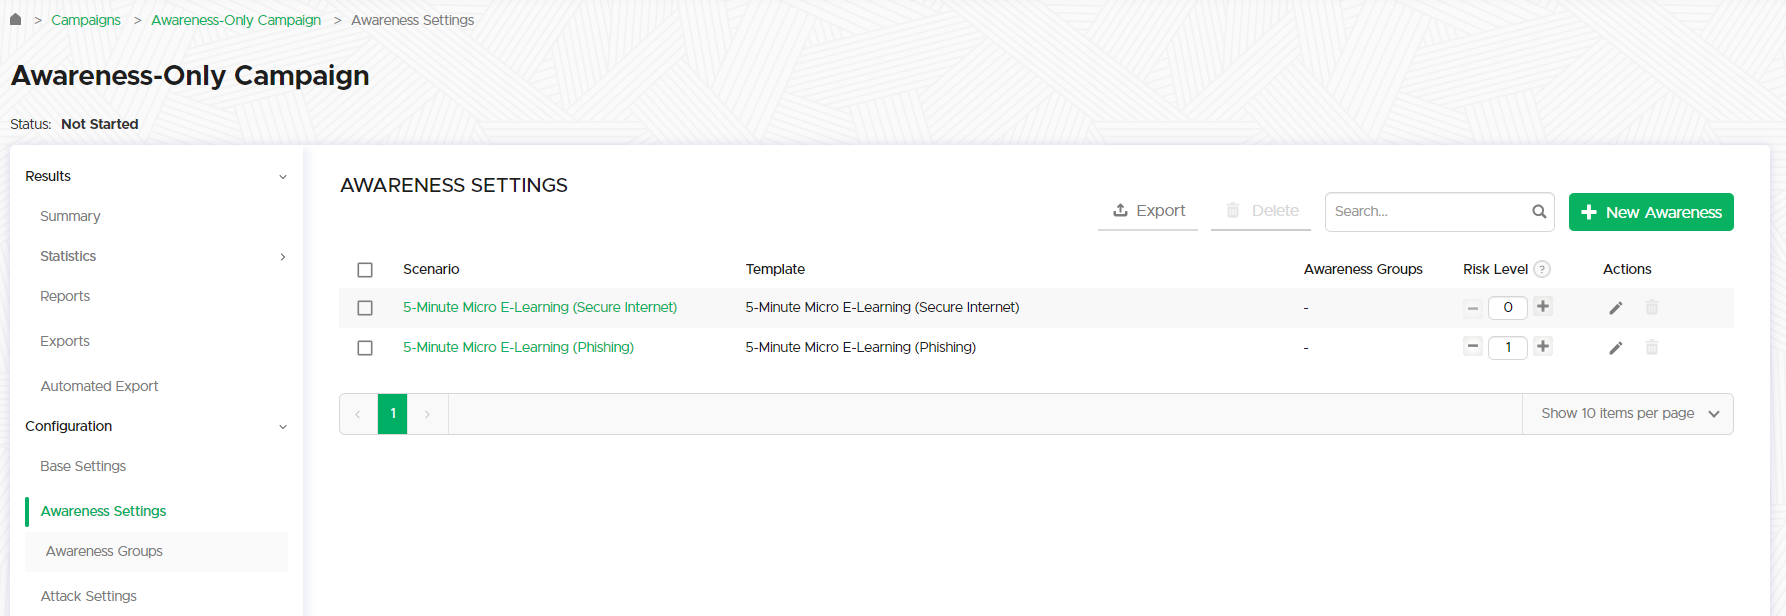 > Campaigns > Awareness-Only Campaign > Awareness Settings
Awareness-Only Campaign
Status: Not Started
Results
Summary
Statistics
Reports
Exports
Automated Export
Configuration
Base Settings
Awareness Settings
Awareness Groups
Attack Settings
AWARENESS SETTINGS
Export Delete Search... New Awareness
Scenario Template Awareness Groups Risk Level ? Actions
5-Minute Micro E-Learning (Secure Internet) 5-Minute Micro E-Learning (Secure Internet) - 0
5-Minute Micro E-Learning (Phishing) 5-Minute Micro E-Learning (Phishing) - 1
1 Show 10 items per page